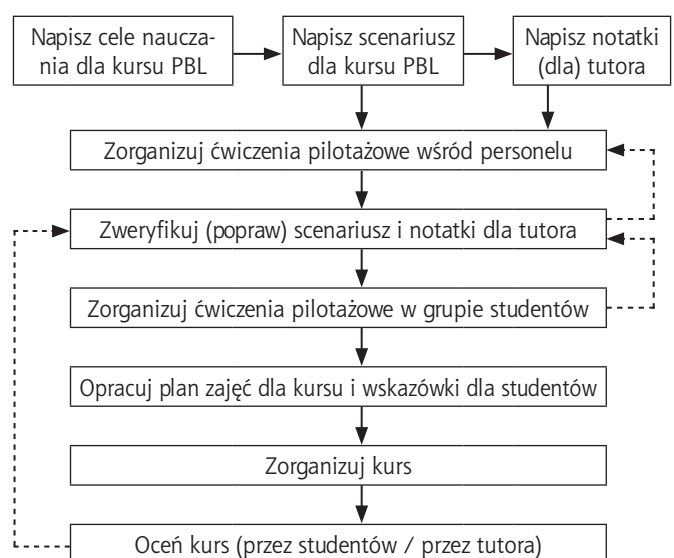 Napisz cele naucza-
nia dla kursu PBL
Napisz scenariusz
dla kursu PBL
Napisz notatki
(dla) tutora
Zorganizuj ćwiczenia pilotażowe wśród personelu
Zweryfikuj (popraw) scenariusz i notatki dla tutora
Zorganizuj ćwiczenia pilotażowe w grupie studentów
Opracuj plan zajęć dla kursu i wskazówki dla studentów
Zorganizuj kurs
Oceń kurs (przez studentów / przez tutora)